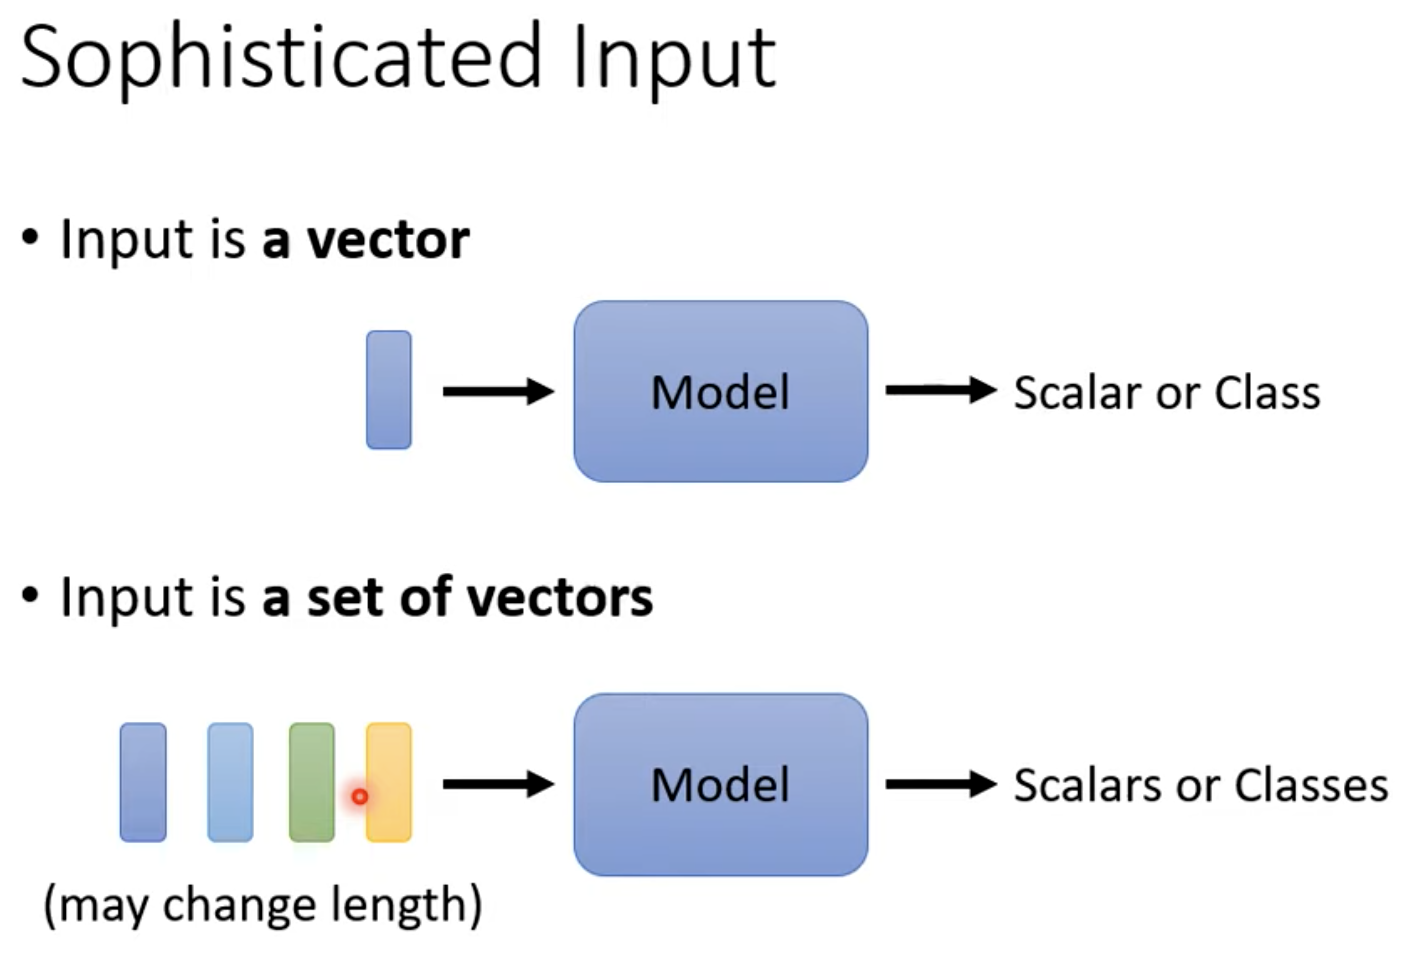 Sophisticated Input
• Input is a vector
Model
Scalar or Class
• Input is a set of vectors
Model
Scalars or Classes
(may change length)